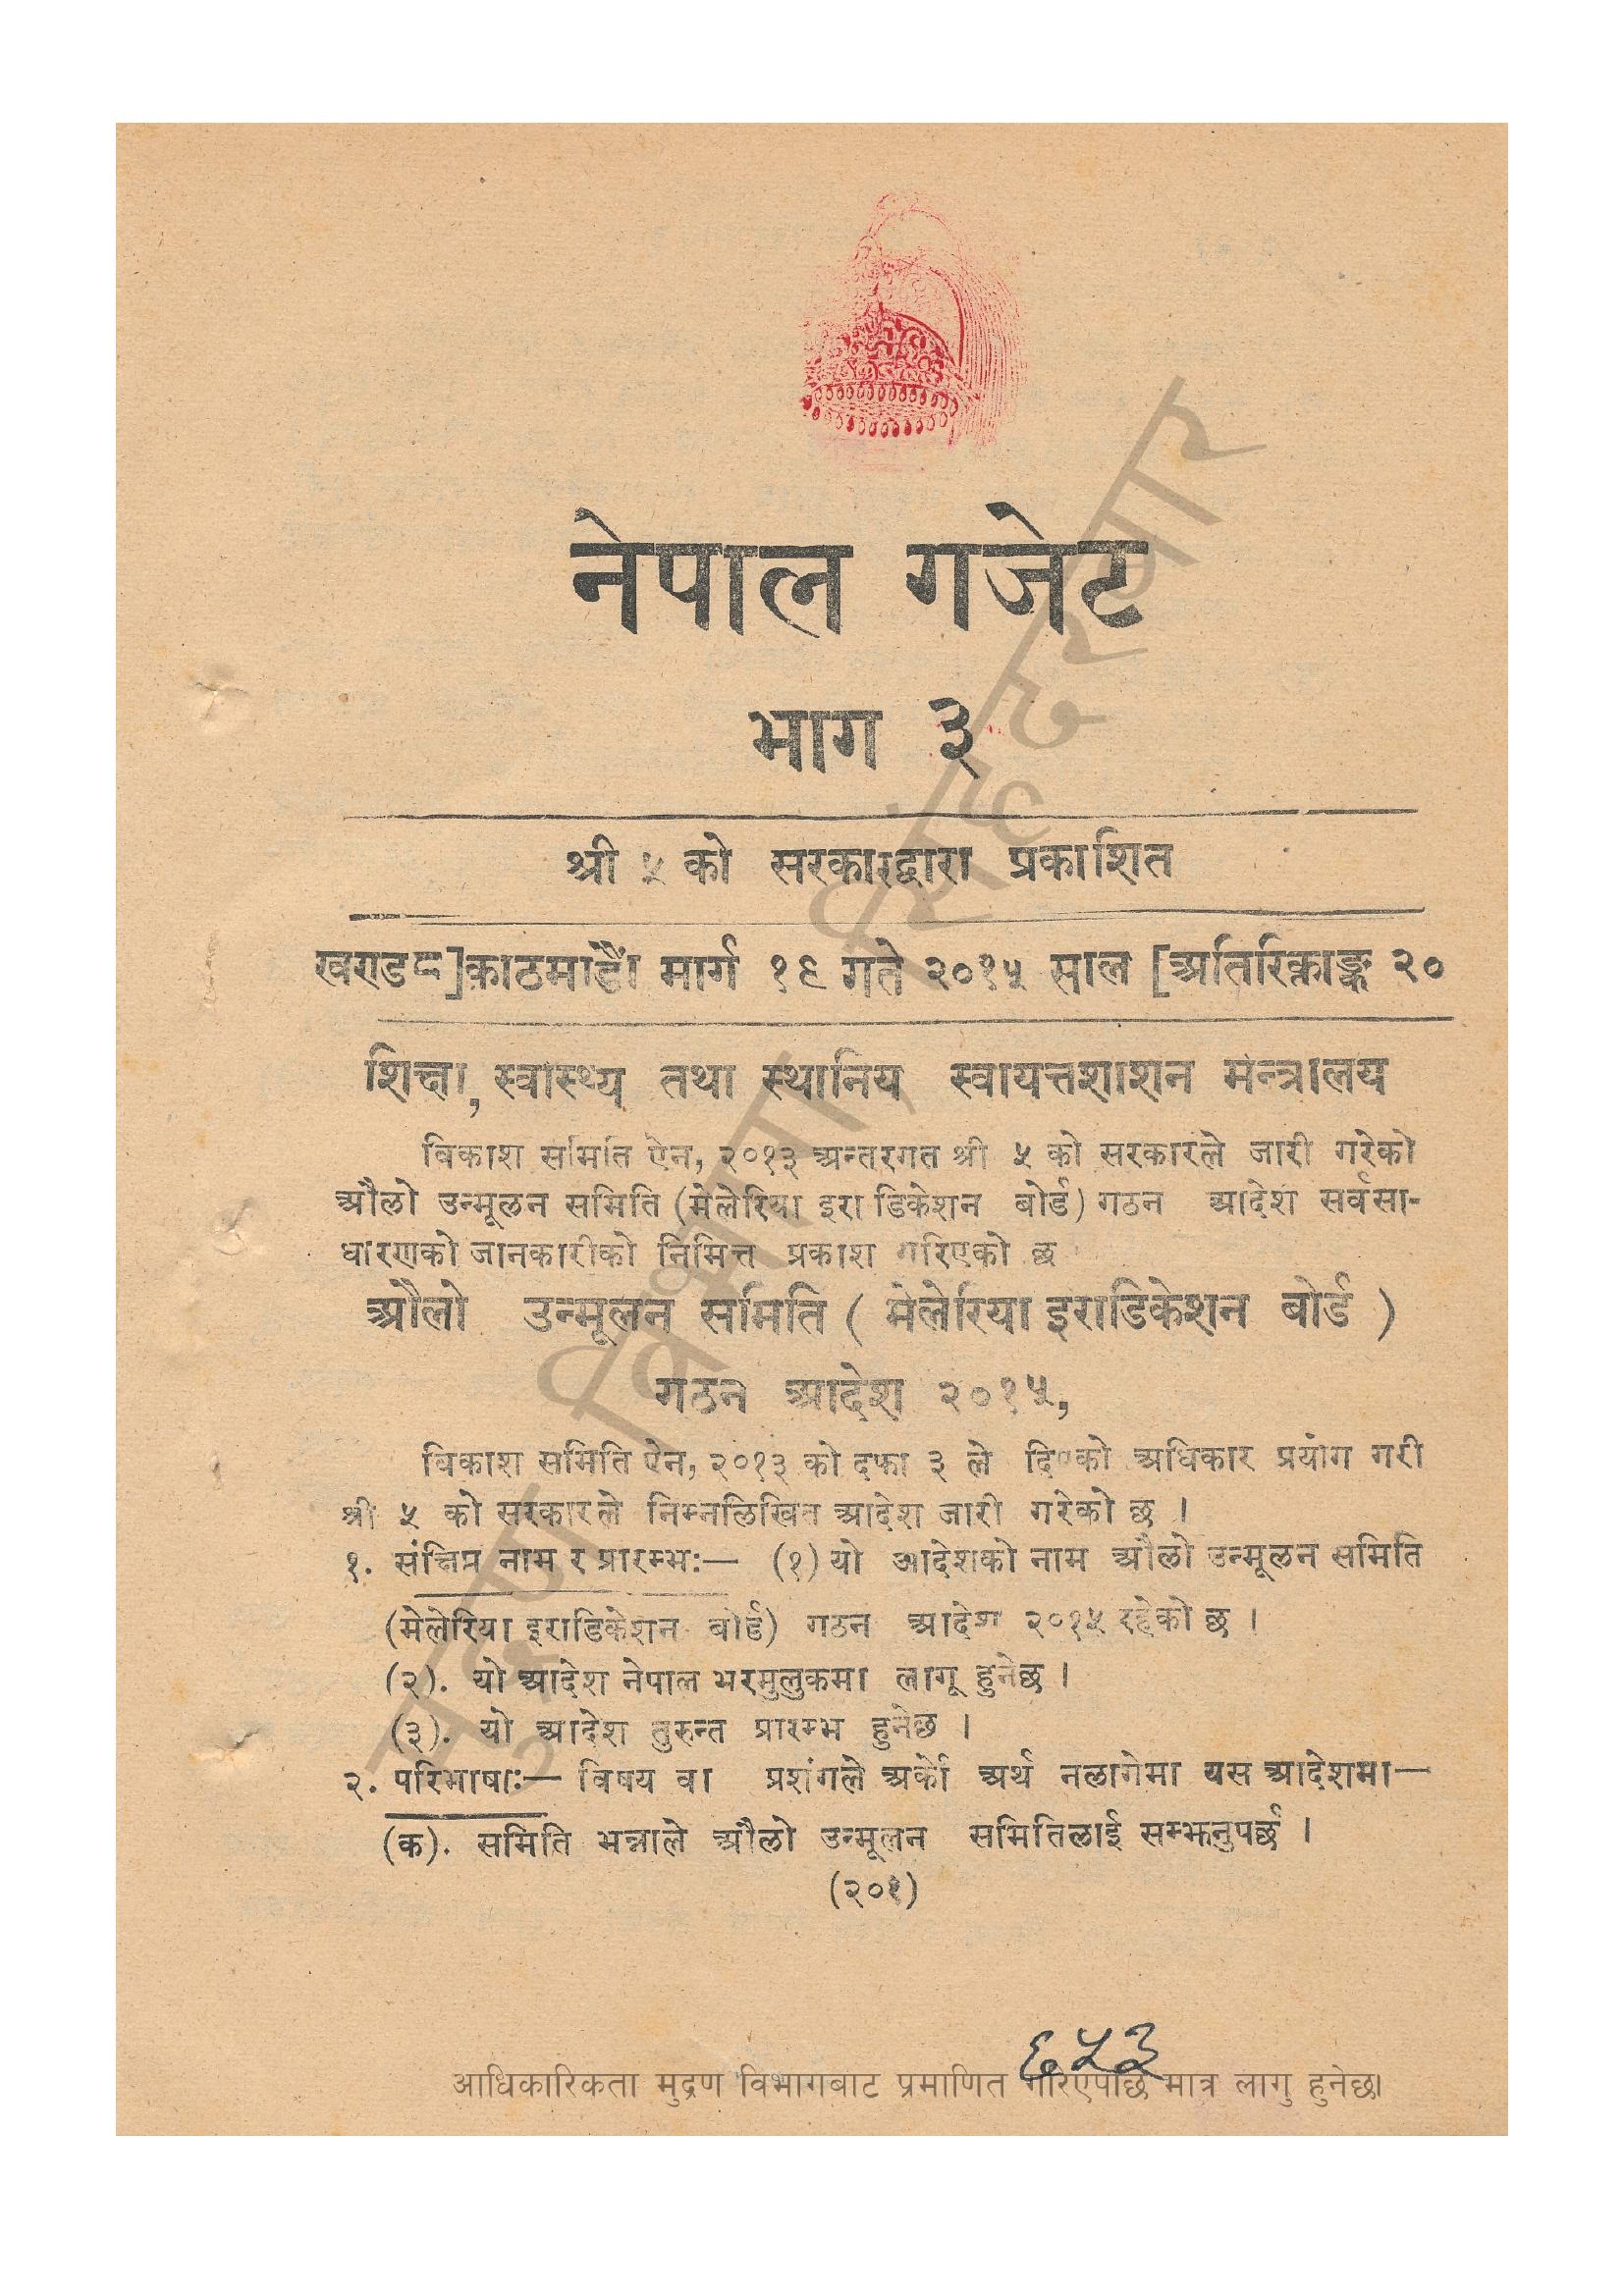 नेपाल गजेट
भाग ३
श्री ५ को सरकारद्वारा प्रकाशित
खण्ड ८]काठमाडौं मार्ग १९ गते २०१५ साल [अतिरिक्ताङ्क २०
शिक्षा, स्वास्थ्य तथा स्थानिय स्वायत्तशाशन मन्त्रालय
विकाश समिति ऐन, २०१३ अन्तरगत श्री ५ को सरकारले जारी गरेको
औलो उन्मूलन समिति (मेलेरिया इराडिकेशन बोर्ड) गठन आदेश सर्वसा-
धारणको जानकारीको निमित्त प्रकाश गरिएको छ
औलो उन्मूलन समिति ( मेलेरिया इराडिकेशन बोर्ड )
गठन आदेश २०१५,
विकाश समिति ऐन, २०१३ को दफा ३ ले दिएको अधिकार प्रयोग गरी
श्री ५ को सरकारले निम्नलिखित आदेश जारी गरेको छ ।
१. संक्षिप्त नाम र प्रारम्भः— (१) यो आदेशको नाम औलो उन्मूलन समिति
(मेलेरिया इराडिकेशन बोर्ड) गठन आदेश २०१५ रहेको छ ।
(२). यो आदेश नेपाल भरमुलुकमा लागू हुनेछ ।
(३). यो आदेश तुरुन्त प्रारम्भ हुनेछ ।
२. परिभाषाः— विषय वा प्रशंगले अर्को अर्थ नलागेमा यस आदेशमा—
(क). समिति भन्नाले औलो उन्मूलन समितिलाई सम्झनुपर्छ ।
(२०१)
६५३
आधिकारिकता मुद्रण विभागबाट प्रमाणित गरिएपछि मात्र लागु हुनेछ।